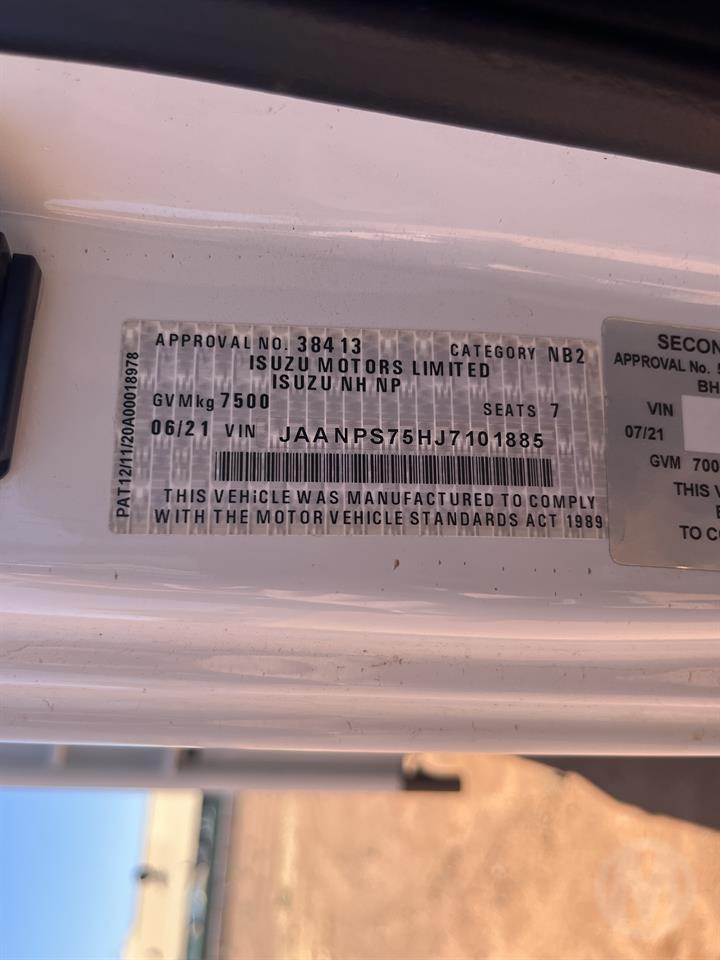 APPROVAL NO. 38413 CATEGORY NB2
ISUZU MOTORS LIMITED
ISUZU NH NP
GVMkg 7500 SEATS 7
06/21 VIN JAANPS75HJ7101885
THIS VEHiCLE WAS MANUFACTURED TO COMPLY
WITH THE MOTOR VEHICLE STANDARDS ACT 1989
PAT12/11/20A00018978
SECON
APPROVAL No. 5
BH
VIN
07/21
GVM 700
THIS V
TO CO